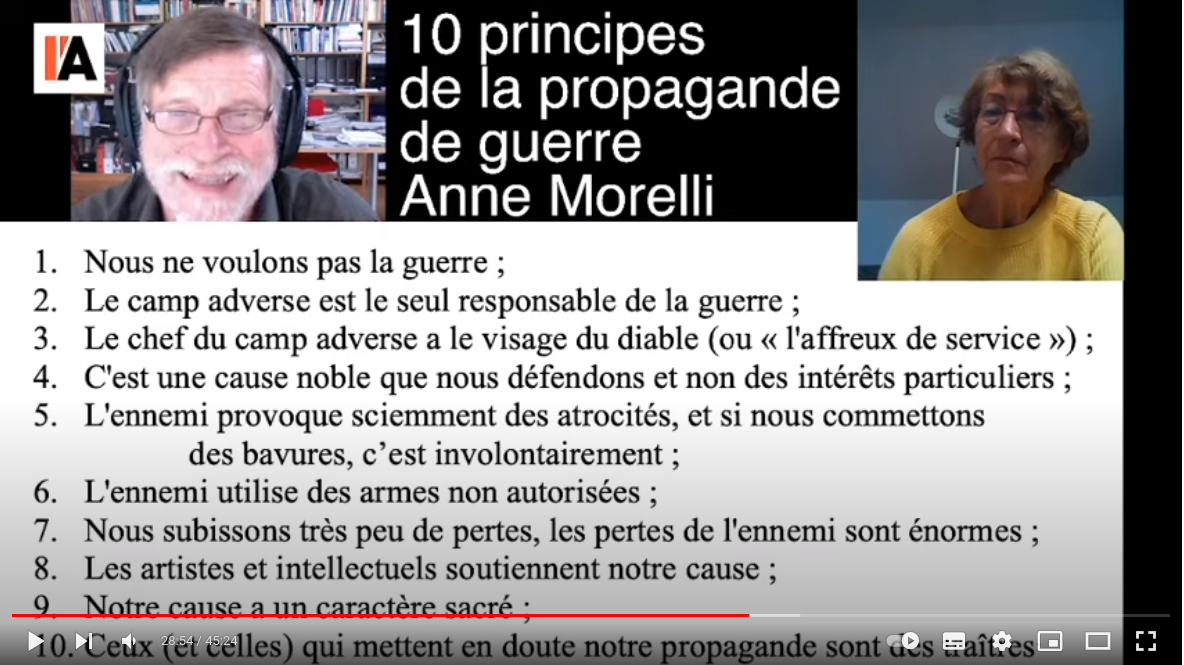 IA
10 principes
de la propagande
de guerre
Anne Morelli
1. Nous ne voulons pas la guerre ;
2. Le camp adverse est le seul responsable de la guerre ;
3. Le chef du camp adverse a le visage du diable (ou « l'affreux de service ») ;
4. C'est une cause noble que nous défendons et non des intérêts particuliers ;
5. L'ennemi provoque sciemment des atrocités, et si nous commettons
des bavures, c’est involontairement ;
6. L'ennemi utilise des armes non autorisées ;
7. Nous subissons très peu de pertes, les pertes de l'ennemi sont énormes ;
8. Les artistes et intellectuels soutiennent notre cause ;
9. Notre cause a un caractère sacré ;
10. Ceux (et celles) qui mettent en doute notre propagande sont des traîtres
28:54 / 45:24